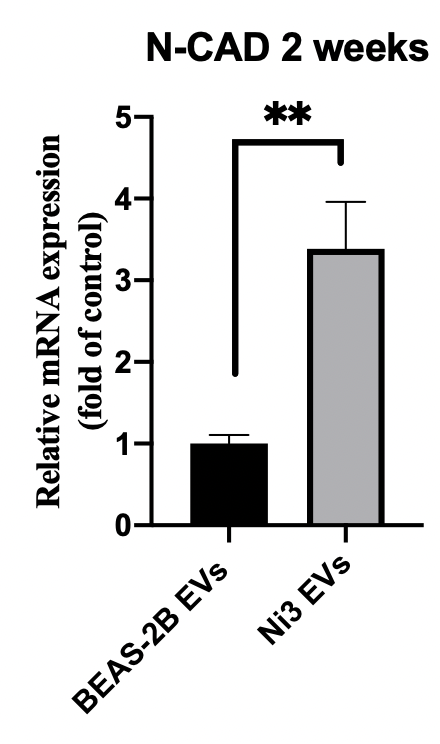 N-CAD 2 weeks
**
Relative mRNA expression
(fold of control)
5
4
3
2
1
0
BEAS-2B EVs
Ni3 EVs